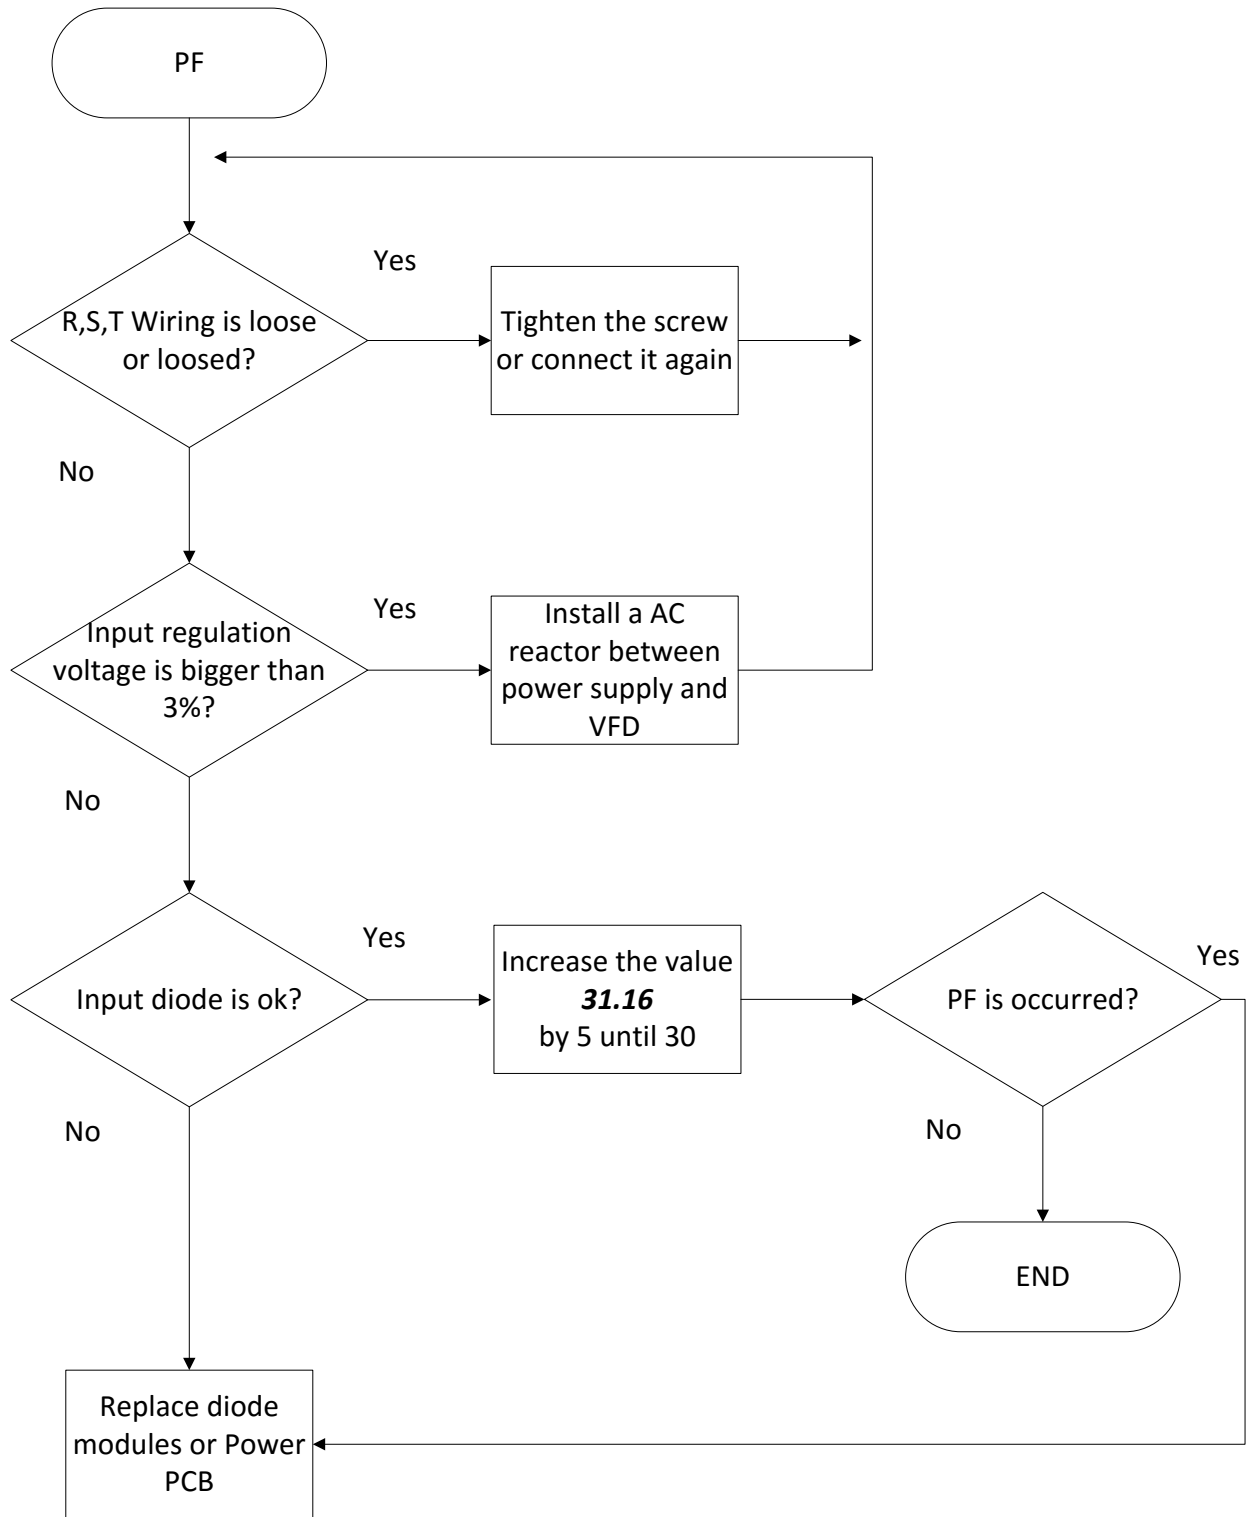 PF
Yes
R,S,T Wiring is loose
or loosed?
Tighten the screw
or connect it again
No
Yes
Input regulation
voltage is bigger than
3%?
Install a AC
reactor between
power supply and
VFD
No
Yes
Input diode is ok?
Increase the value
31.16
by 5 until 30
PF is occurred?
Yes
No
No
END
Replace diode
modules or Power
PCB